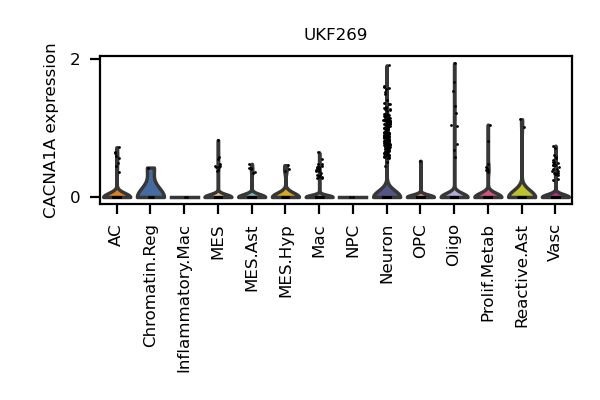 UKF269
CACNA1A expression
2
0
AC
Chromatin.Reg
Inflammatory.Mac
MES
MES.Ast
MES.Hyp
Mac
NPC
Neuron
OPC
Oligo
Prolif.Metab
Reactive.Ast
Vasc